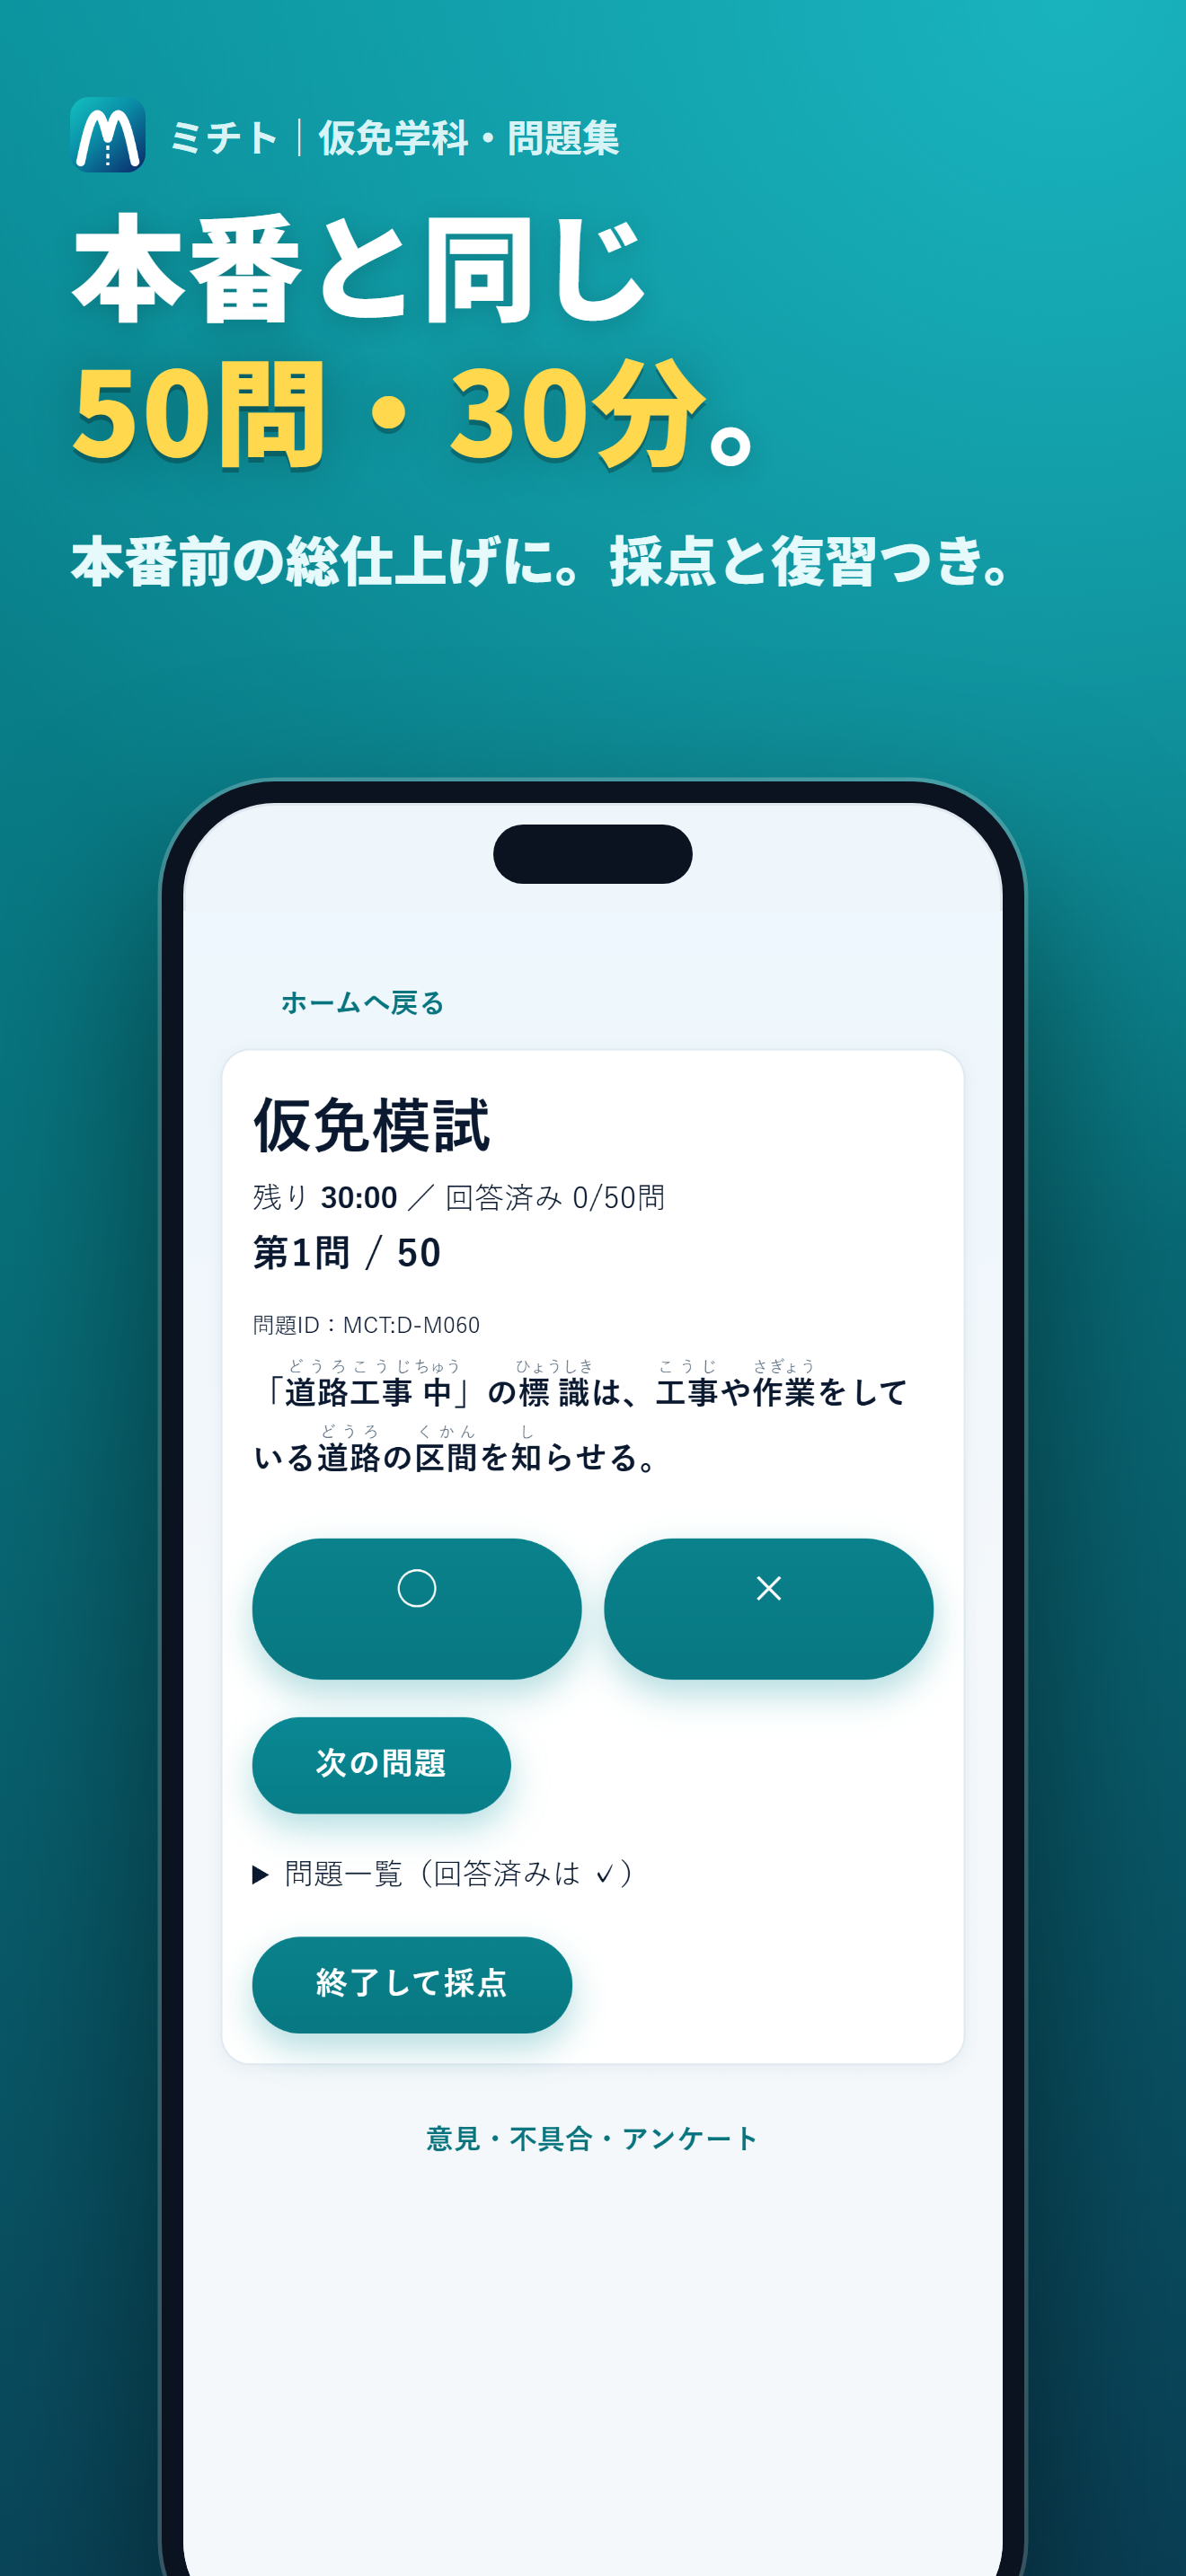 ミチト｜仮免学科・問題集
本番と同じ
50問・30分。
本番前の総仕上げに。採点と復習つき。
ホームへ戻る
仮免模試
残り 30:00 ／ 回答済み 0/50問
第1問 / 50
問題ID：MCT:D-M060
どうろこうじちゅう ひょうしき こうじ さぎょう
「道路工事中」の標識は、工事や作業をして
どうろ くかん し
いる道路の区間を知らせる。
○ ×
次の問題
▶ 問題一覧（回答済みは ✓）
終了して採点
意見・不具合・アンケート